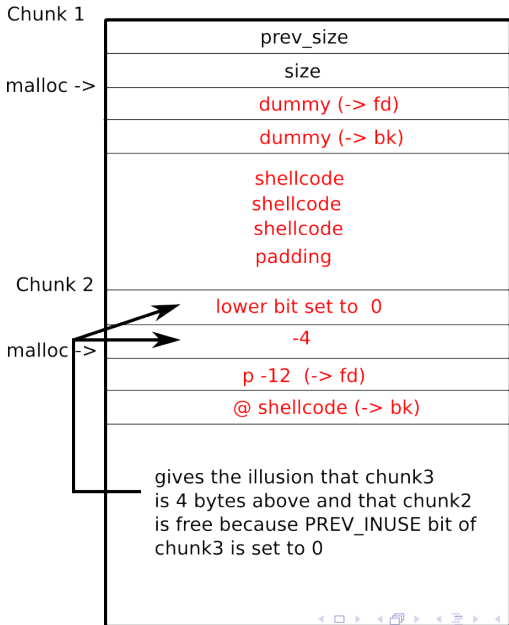 Chunk 1
prev_size
size
malloc ->
dummy (-> fd)
dummy (-> bk)
shellcode
shellcode
shellcode
padding
Chunk 2
lower bit set to 0
-4
malloc ->
p -12 (-> fd)
@ shellcode (-> bk)
gives the illusion that chunk3
is 4 bytes above and that chunk2
is free because PREV_INUSE bit of
chunk3 is set to 0